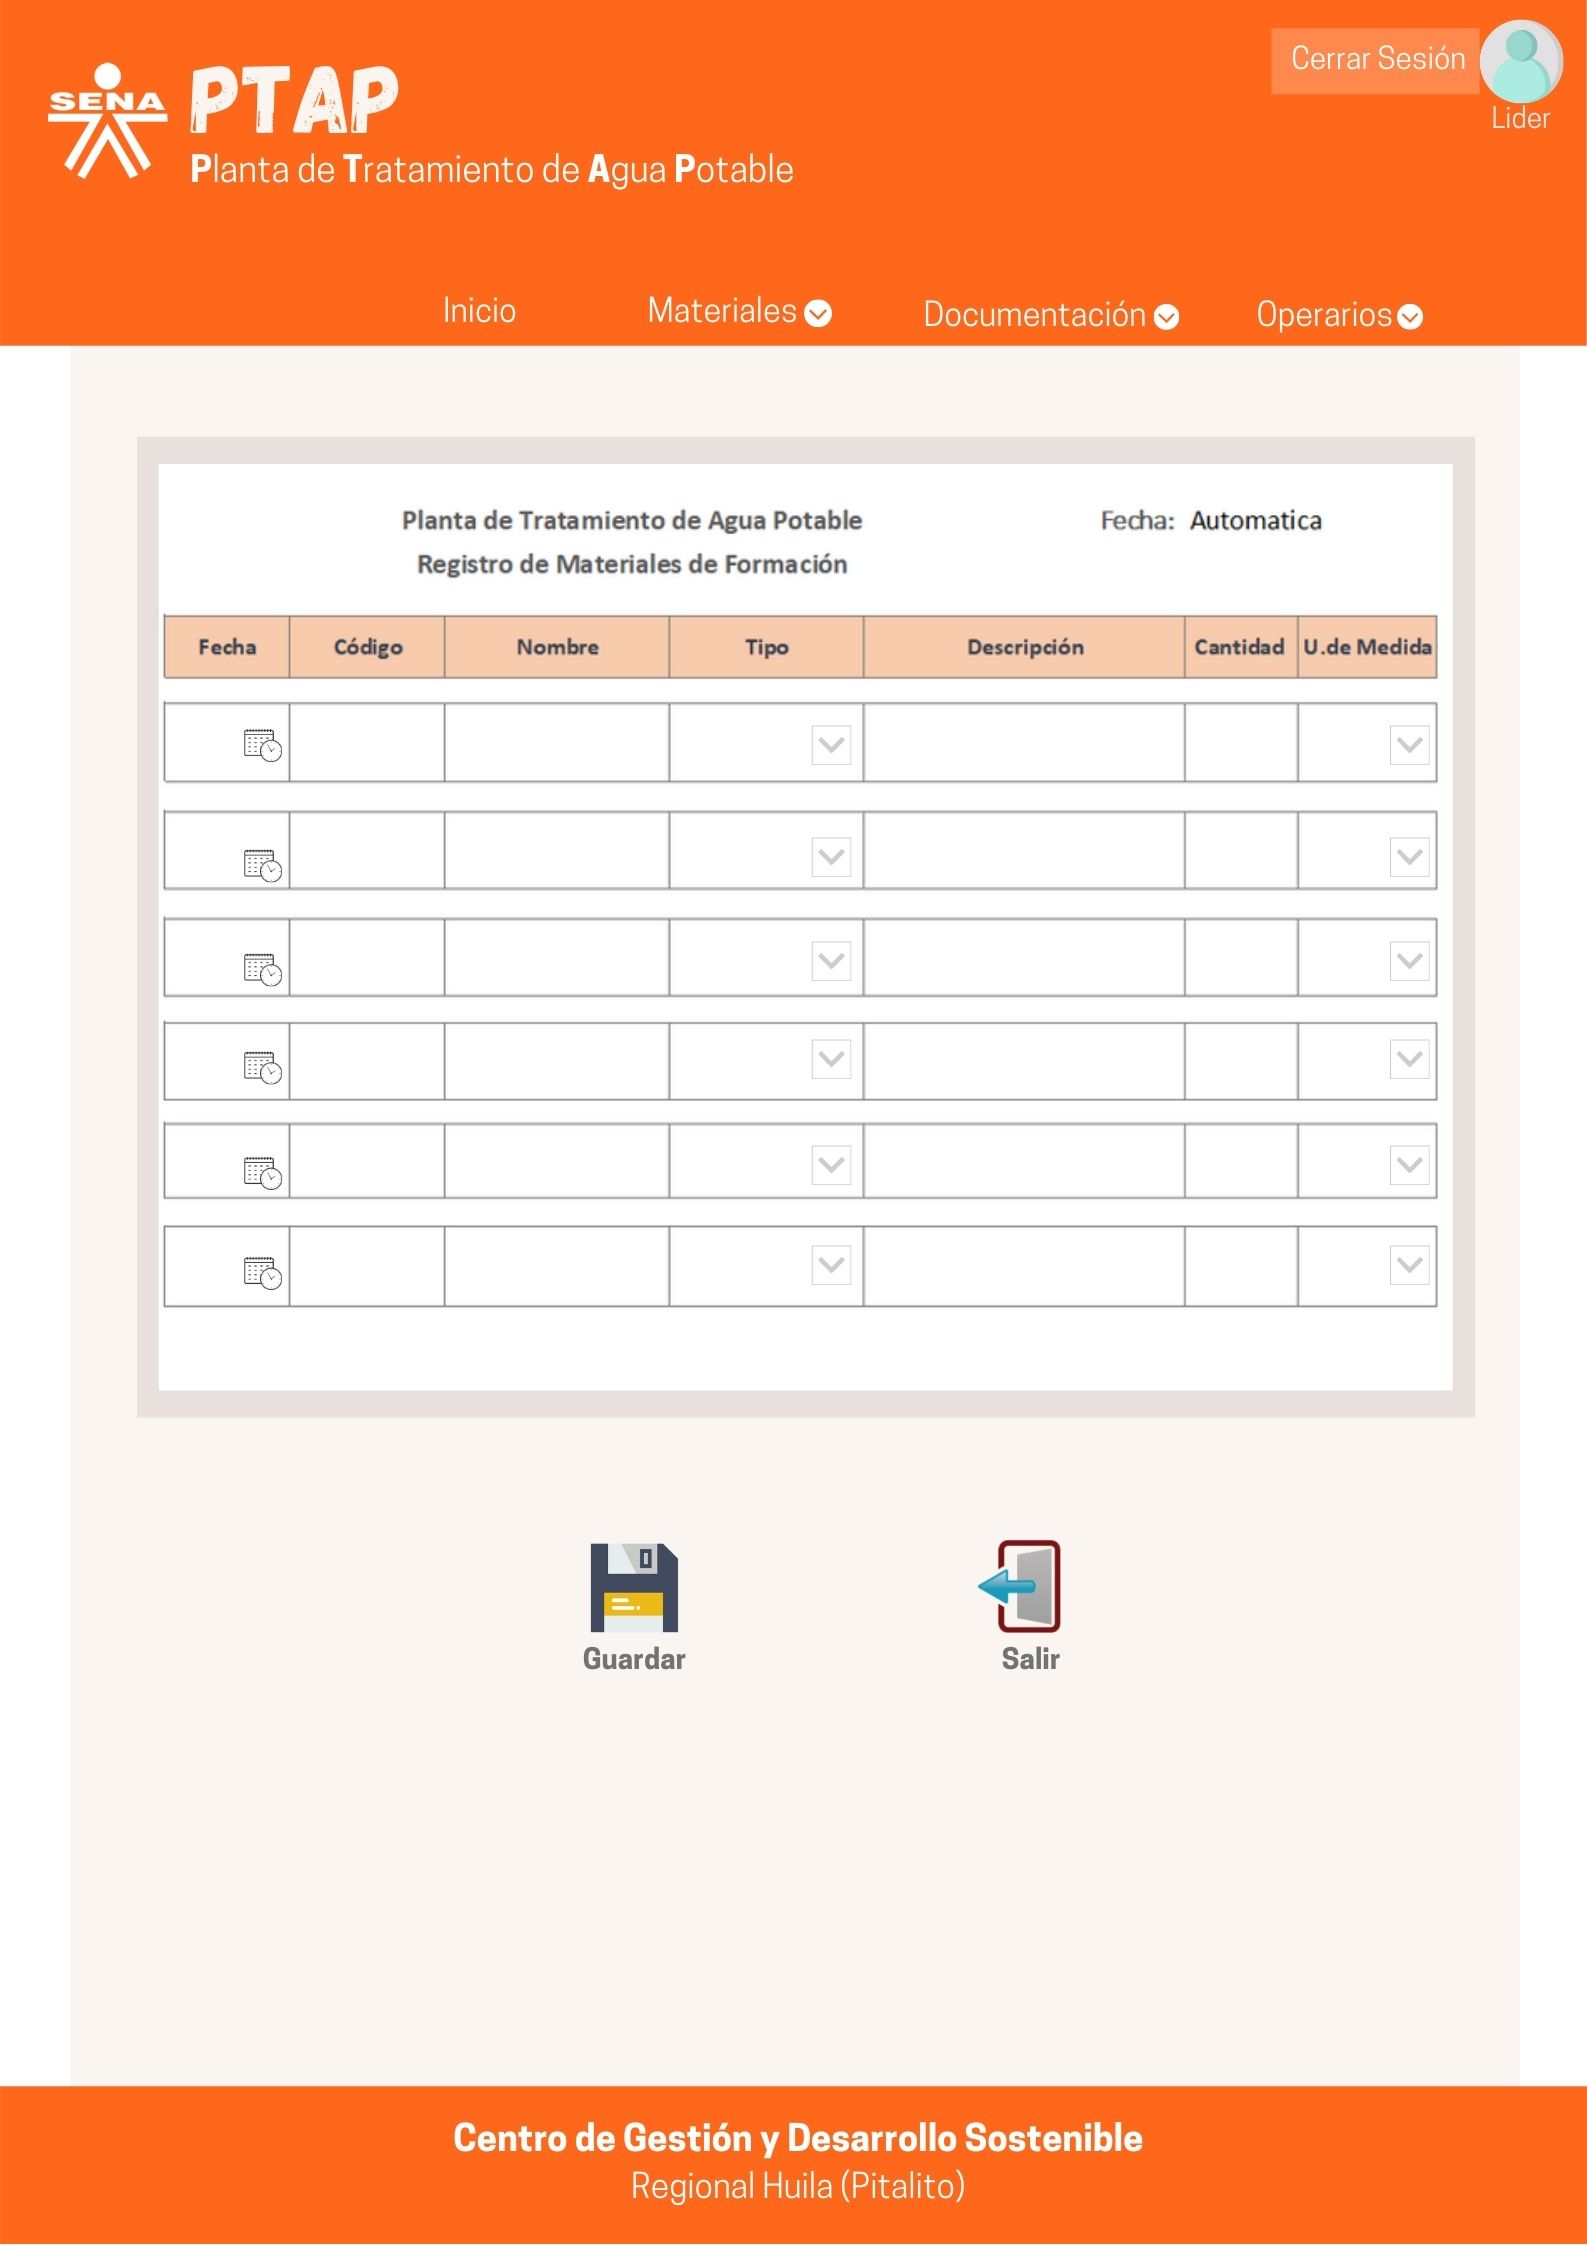 Cerrar Sesión
SENA
PTAP
Lider
Planta de Tratamiento de Agua Potable
Inicio Materiales Documentación Operarios
Planta de Tratamiento de Agua Potable Fecha: Automatica
Registro de Materiales de Formación
Fecha Código Nombre Tipo Descripción Cantidad U.de Medida
Guardar Salir
Centro de Gestión y Desarrollo Sostenible
Regional Huila (Pitalito)